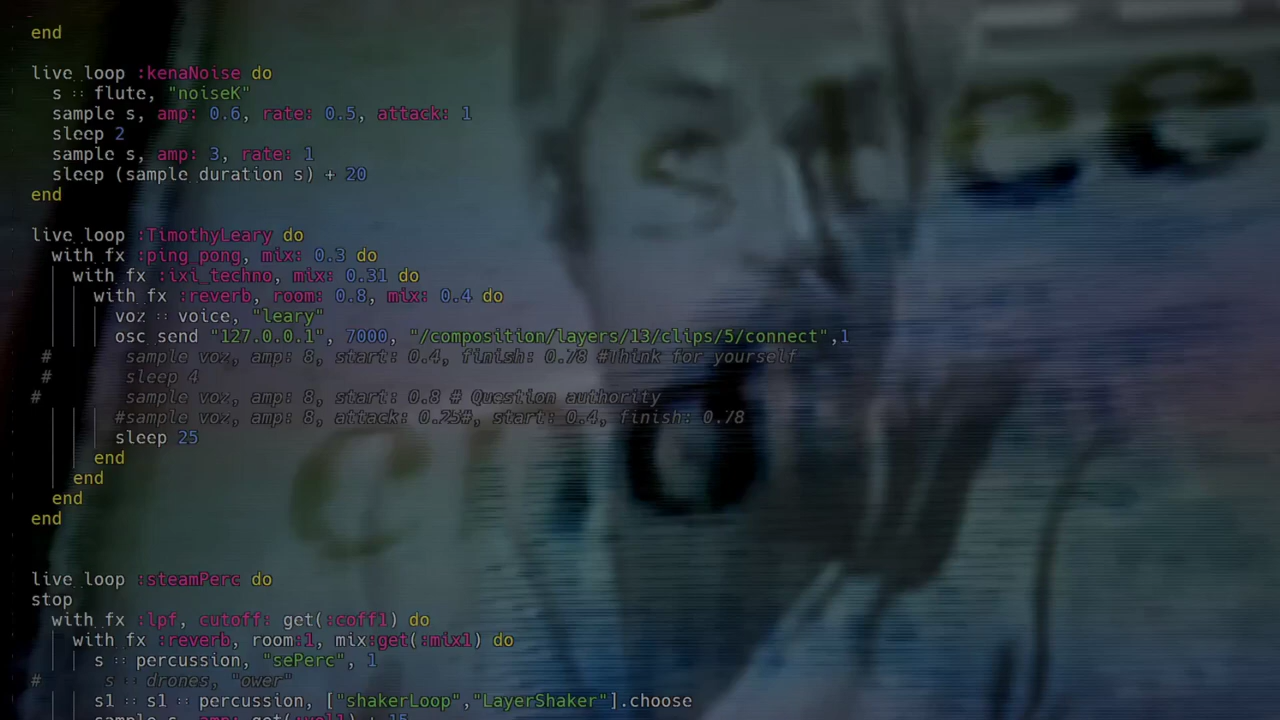 end
live_loop :kenaNoise do
s = flute, "noiseK"
sample s, amp: 0.6, rate: 0.5, attack: 1
sleep 2
sample s, amp: 3, rate: 1
sleep (sample_duration s) + 20
end
live_loop :TimothyLeary do
with_fx :ping_pong, mix: 0.3 do
with_fx :ixi_techno, mix: 0.31 do
with_fx :reverb, room: 0.8, mix: 0.4 do
voz = voice, "leary"
osc_send "127.0.0.1", 7000, "/composition/layers/13/clips/5/connect",1
# sample voz, amp: 8, start: 0.4, finish: 0.78 #Think for yourself
# sleep 4
# sample voz, amp: 8, start: 0.8 # Question authority
#sample voz, amp: 8, attack: 0.25#, start: 0.4, finish: 0.78
sleep 25
end
end
end
end
live_loop :steamPerc do
stop
with_fx :lpf, cutoff: get(:coff1) do
with_fx :reverb, room:1, mix:get(:mix1) do
s = percussion, "sePerc", 1
# s = drones, "ower"
s1 = s1 = percussion, ["shakerLoop","LayerShaker"].choose
sample s, amp: get(:vol1) + 15